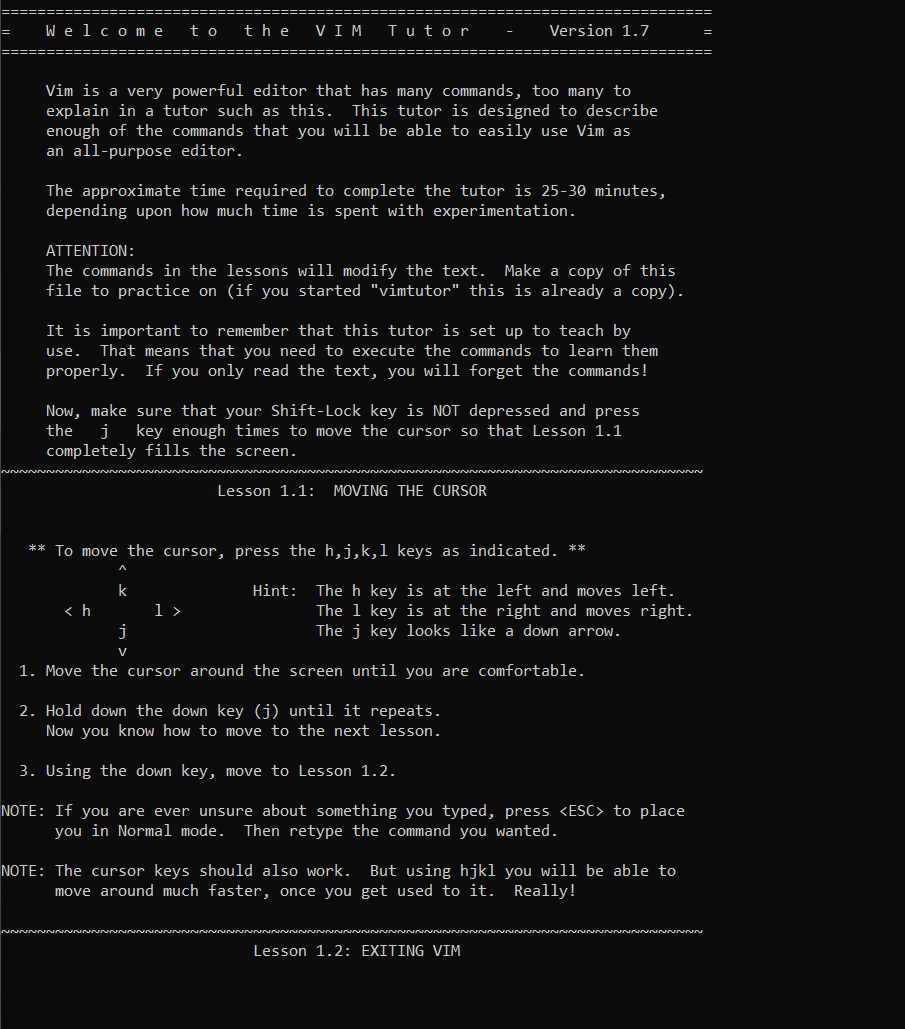 ===============================================================================
=    W e l c o m e   t o   t h e   V I M   T u t o r    -    Version 1.7      =
===============================================================================

     Vim is a very powerful editor that has many commands, too many to
     explain in a tutor such as this.  This tutor is designed to describe
     enough of the commands that you will be able to easily use Vim as
     an all-purpose editor.

     The approximate time required to complete the tutor is 25-30 minutes,
     depending upon how much time is spent with experimentation.

     ATTENTION:
     The commands in the lessons will modify the text.  Make a copy of this
     file to practice on (if you started "vimtutor" this is already a copy).

     It is important to remember that this tutor is set up to teach by
     use.  That means that you need to execute the commands to learn them
     properly.  If you only read the text, you will forget the commands!

     Now, make sure that your Shift-Lock key is NOT depressed and press
     the   j   key enough times to move the cursor so that Lesson 1.1
     completely fills the screen.
~~~~~~~~~~~~~~~~~~~~~~~~~~~~~~~~~~~~~~~~~~~~~~~~~~~~~~~~~~~~~~~~~~~~~~~~~~~~~~
                        Lesson 1.1:  MOVING THE CURSOR


   ** To move the cursor, press the h,j,k,l keys as indicated. **
             ^
             k              Hint:  The h key is at the left and moves left.
       < h       l >               The l key is at the right and moves right.
             j                     The j key looks like a down arrow.
             v
  1. Move the cursor around the screen until you are comfortable.

  2. Hold down the down key (j) until it repeats.
     Now you know how to move to the next lesson.

  3. Using the down key, move to Lesson 1.2.

NOTE: If you are ever unsure about something you typed, press <ESC> to place
      you in Normal mode.  Then retype the command you wanted.

NOTE: The cursor keys should also work.  But using hjkl you will be able to
      move around much faster, once you get used to it.  Really!

~~~~~~~~~~~~~~~~~~~~~~~~~~~~~~~~~~~~~~~~~~~~~~~~~~~~~~~~~~~~~~~~~~~~~~~~~~~~~~
                            Lesson 1.2: EXITING VIM